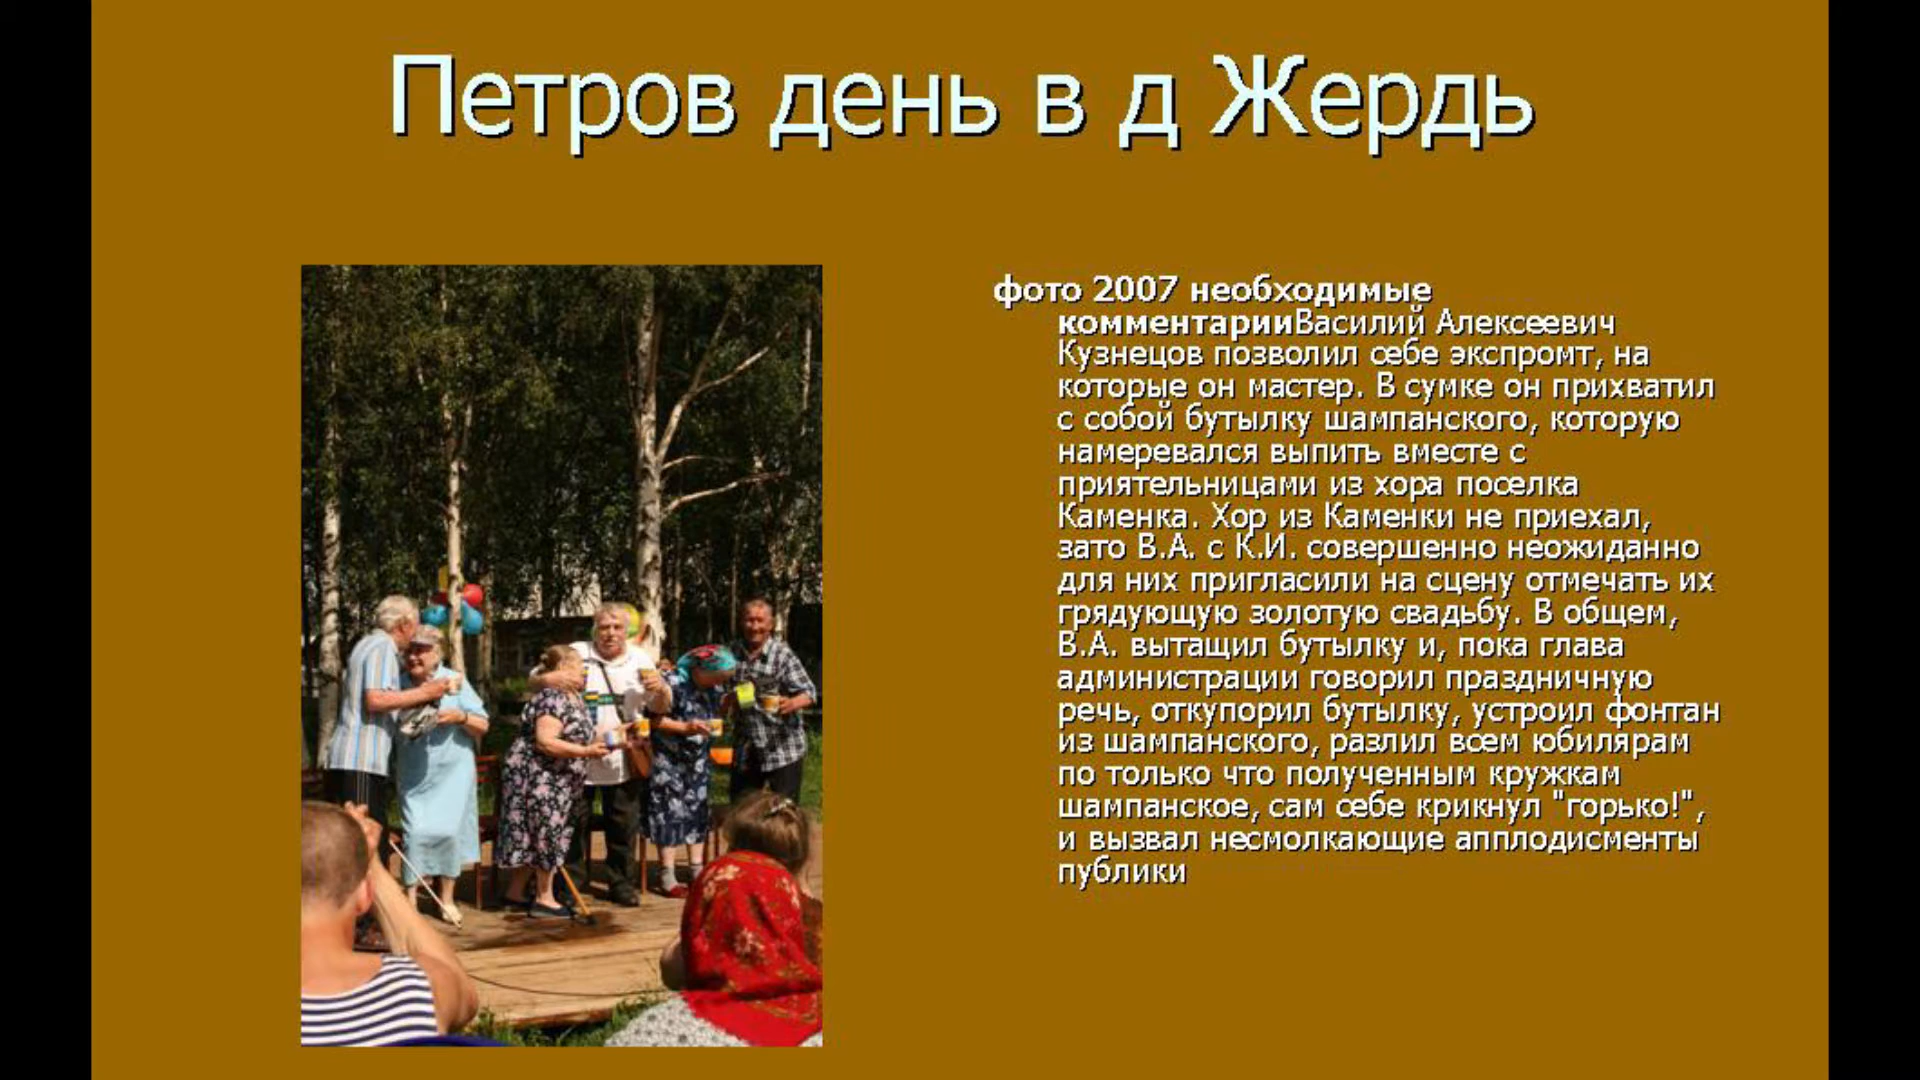 Петров день в д Жердь
фото 2007 необходимые
комментарииВасилий Алексеевич
Кузнецов позволил себе экспромт, на
которые он мастер. В сумке он прихватил
с собой бутылку шампанского, которую
намеревался выпить вместе с
приятельницами из хора поселка
Каменка. Хор из Каменки не приехал,
зато В.А. с К.И. совершенно неожиданно
для них пригласили на сцену отмечать их
грядующую золотую свадьбу. В общем,
В.А. вытащил бутылку и, пока глава
администрации говорил праздничную
речь, откупорил бутылку, устроил фонтан
из шампанского, разлил всем юбилярам
по только что полученным кружкам
шампанское, сам себе крикнул "горько!",
и вызвал несмолкающие апплодисменты
публики